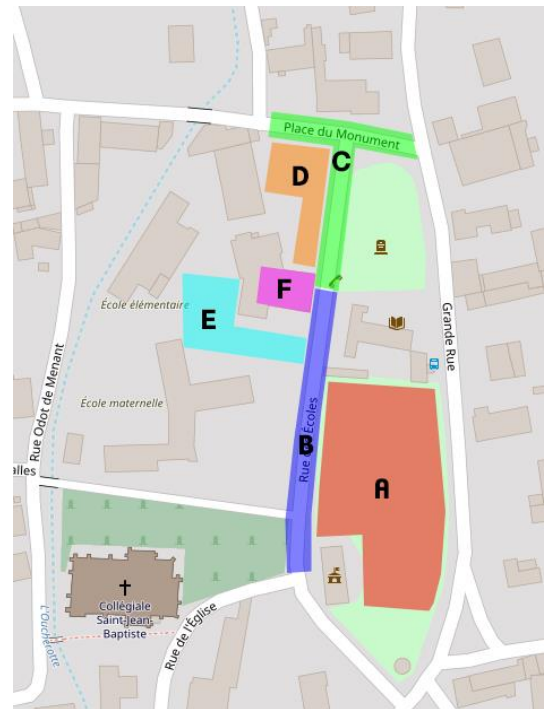 Place du Monument
C
D
F
École élémentaire
E
Grande Rue
Rue Odot de Menant
École maternelle
Rue des Écoles
B
A
alles
Collégiale
Saint-Jean-
Baptiste
Rue de l'Église
L'Oucherotte